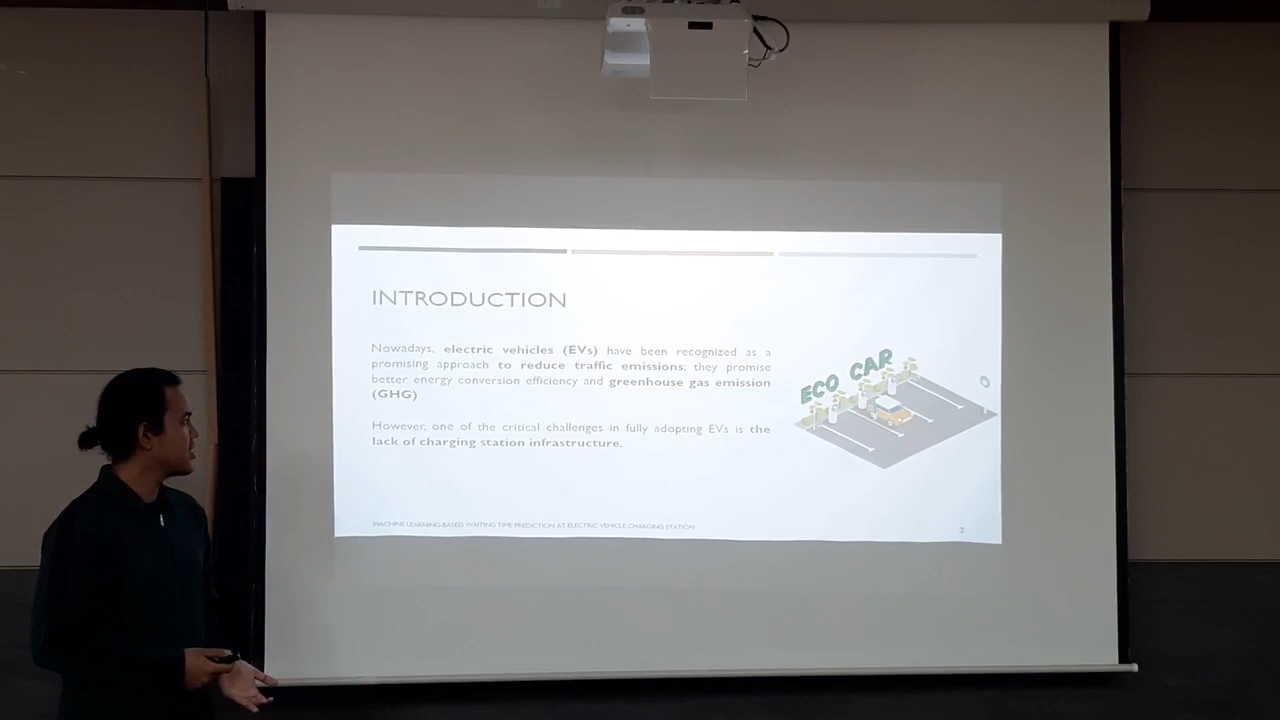 INTRODUCTION
Nowadays, electric vehicles (EVs) have been recognized as a
promising approach to reduce traffic emissions; they promise
better energy conversion efficiency and greenhouse gas emission
(GHG)
However, one of the critical challenges in fully adopting EVs is the
lack of charging station infrastructure.
ECO CAR
MACHINE LEARNING-BASED WAITING TIME PREDICTION AT ELECTRIC VEHICLE CHARGING STATION